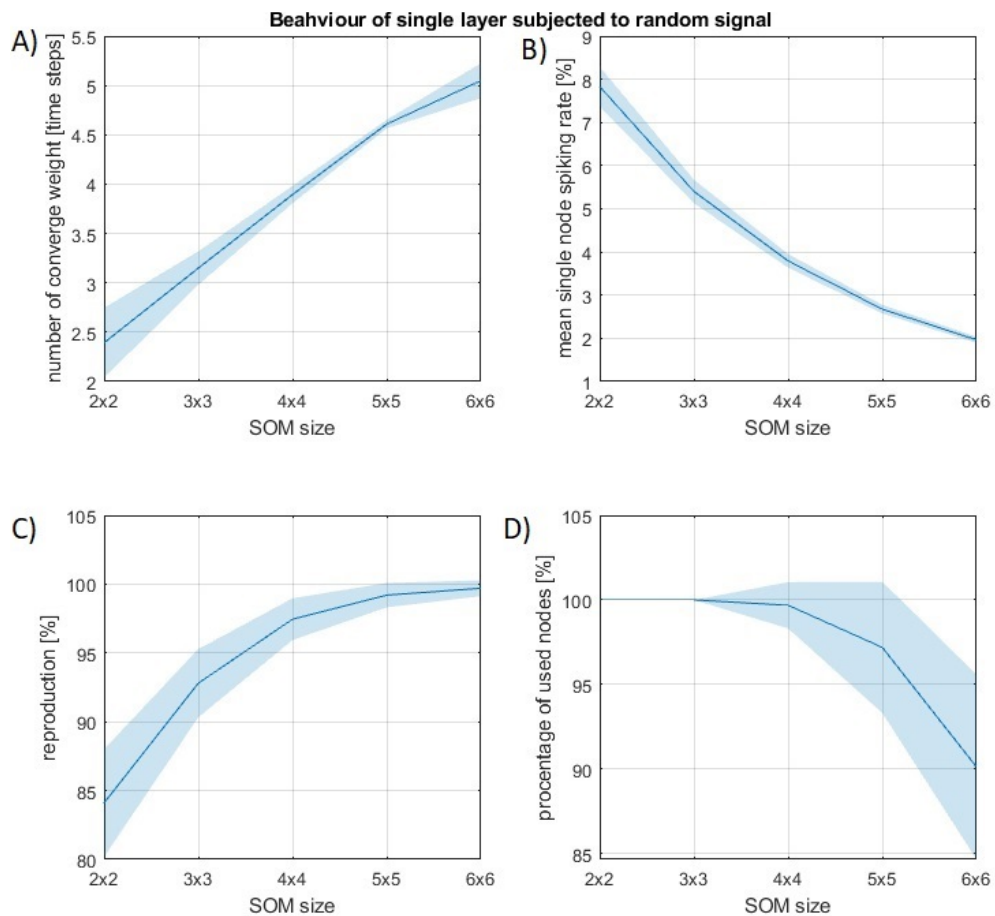 Beahviour of single layer subjected to random signal
A)
number of converge weight [time steps]
5.5
5
4.5
4
3.5
3
2.5
2
2x2
3x3
4x4
5x5
6x6
SOM size
B)
mean single node spiking rate [%]
9
8
7
6
5
4
3
2
1
2x2
3x3
4x4
5x5
6x6
SOM size
C)
reproduction [%]
105
100
95
90
85
80
2x2
3x3
4x4
5x5
6x6
SOM size
D)
procentage of used nodes [%]
105
100
95
90
85
2x2
3x3
4x4
5x5
6x6
SOM size